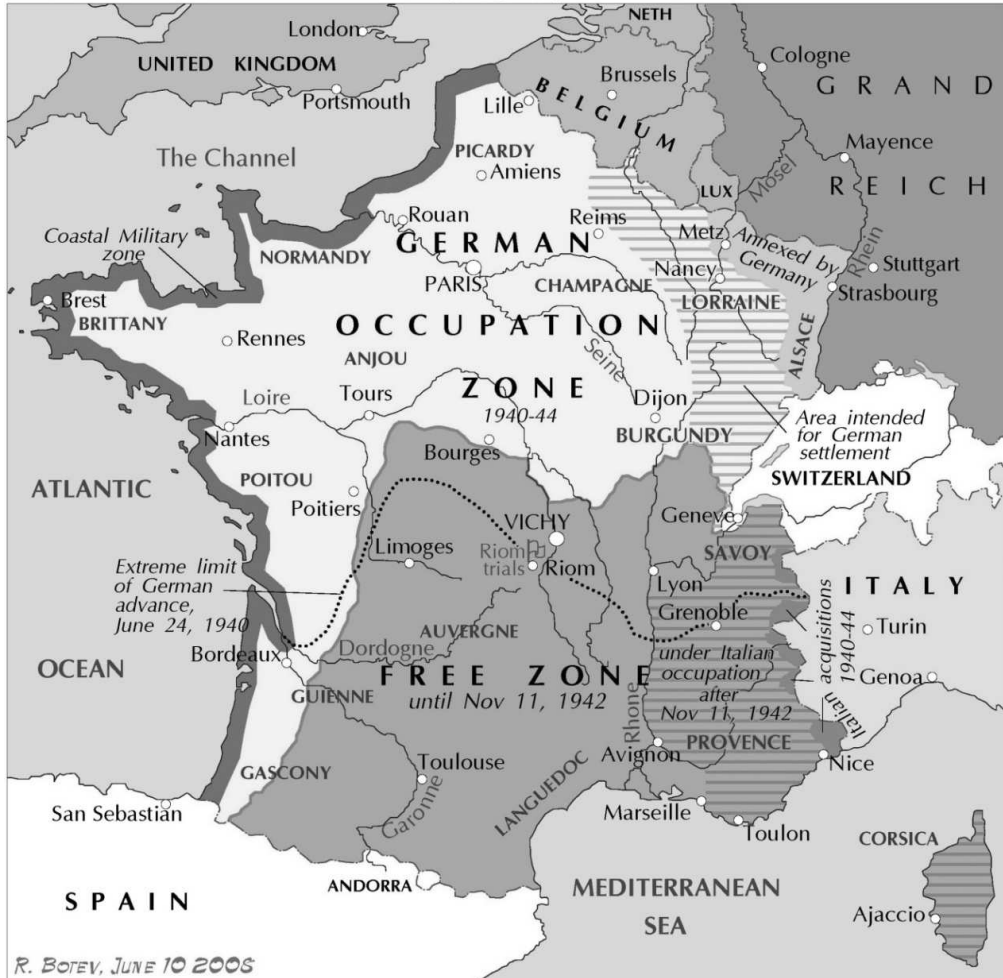 London
UNITED KINGDOM
Portsmouth
NETH
Brussels
BELGIUM
Cologne
GRAND
REICH
Mayence
Mosel
LUX
Lille
PICARDY
Amiens
The Channel
Rouan
Reims
Metz
Annexed by
Germany
Rhein
Stuttgart
Strasbourg
Coastal Military
zone
NORMANDY
GERMAN
PARIS
CHAMPAGNE
Nancy
LORRAINE
ALSACE
Brest
BRITTANY
Rennes
OCCUPATION
ANJOU
Seine
ZONE
1940-44
Loire
Tours
Dijon
BURGUNDY
Area intended
for German
settlement
Nantes
Bourges
SWITZERLAND
ATLANTIC
OCEAN
POITOU
Poitiers
VICHY
Geneve
SAVOY
Limoges
Riom
trials
Riom
Extreme limit
of German
advance,
June 24, 1940
Lyon
Grenoble
ITALY
Italian
acquisitions
1940-44
Turin
Genoa
AUVERGNE
Dordogne
Bordeaux
FREE ZONE
until Nov 11, 1942
under Italian
occupation
after
Nov 11, 1942
GUIENNE
Rhone
PROVENCE
Avignon
Nice
GASCONY
Toulouse
Garonne
LANGUEDOC
Marseille
Toulon
San Sebastian
ANDORRA
SPAIN
MEDITERRANEAN
SEA
CORSICA
Ajaccio
R. BOTEV, JUNE 10 2005